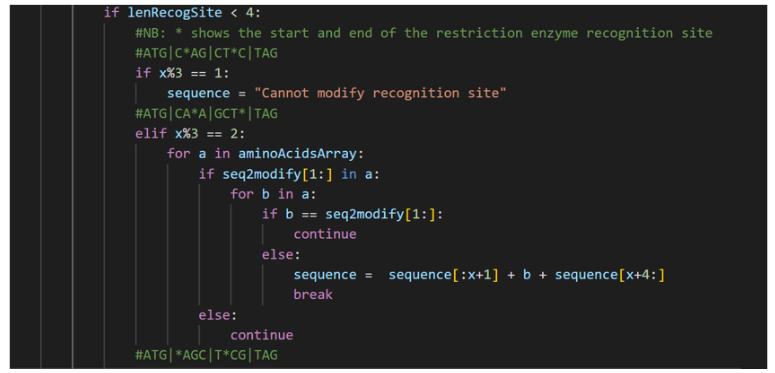 if lenRecogSite < 4:
#NB: * shows the start and end of the restriction enzyme recognition site
#ATG|C*AG|CT*C|TAG
if x%3 == 1:
sequence = "Cannot modify recognition site"
#ATG|CA*A|GCT*|TAG
elif x%3 == 2:
for a in aminoAcidsArray:
if seq2modify[1:] in a:
for b in a:
if b == seq2modify[1:]:
continue
else:
sequence =  sequence[:x+1] + b + sequence[x+4:]
break
else:
continue
#ATG|*AGC|T*CG|TAG